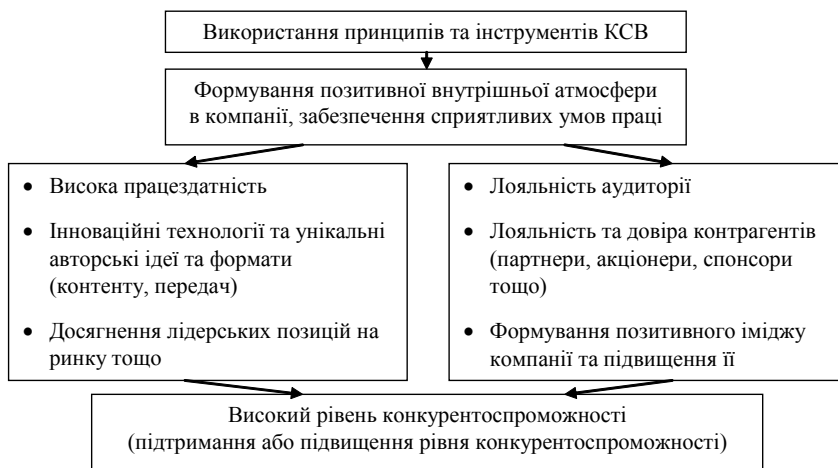 Використання принципів та інструментів КСВ
Формування позитивної внутрішньої атмосфери
в компанії, забезпечення сприятливих умов праці
• Висока працездатність
• Інноваційні технології та унікальні
авторські ідеї та формати
(контенту, передач)
• Досягнення лідерських позицій на
ринку тощо
• Лояльність аудиторії
• Лояльність та довіра контрагентів
(партнери, акціонери, спонсори
тощо)
• Формування позитивного іміджу
компанії та підвищення її
Високий рівень конкурентоспроможності
(підтримання або підвищення рівня конкурентоспроможності)